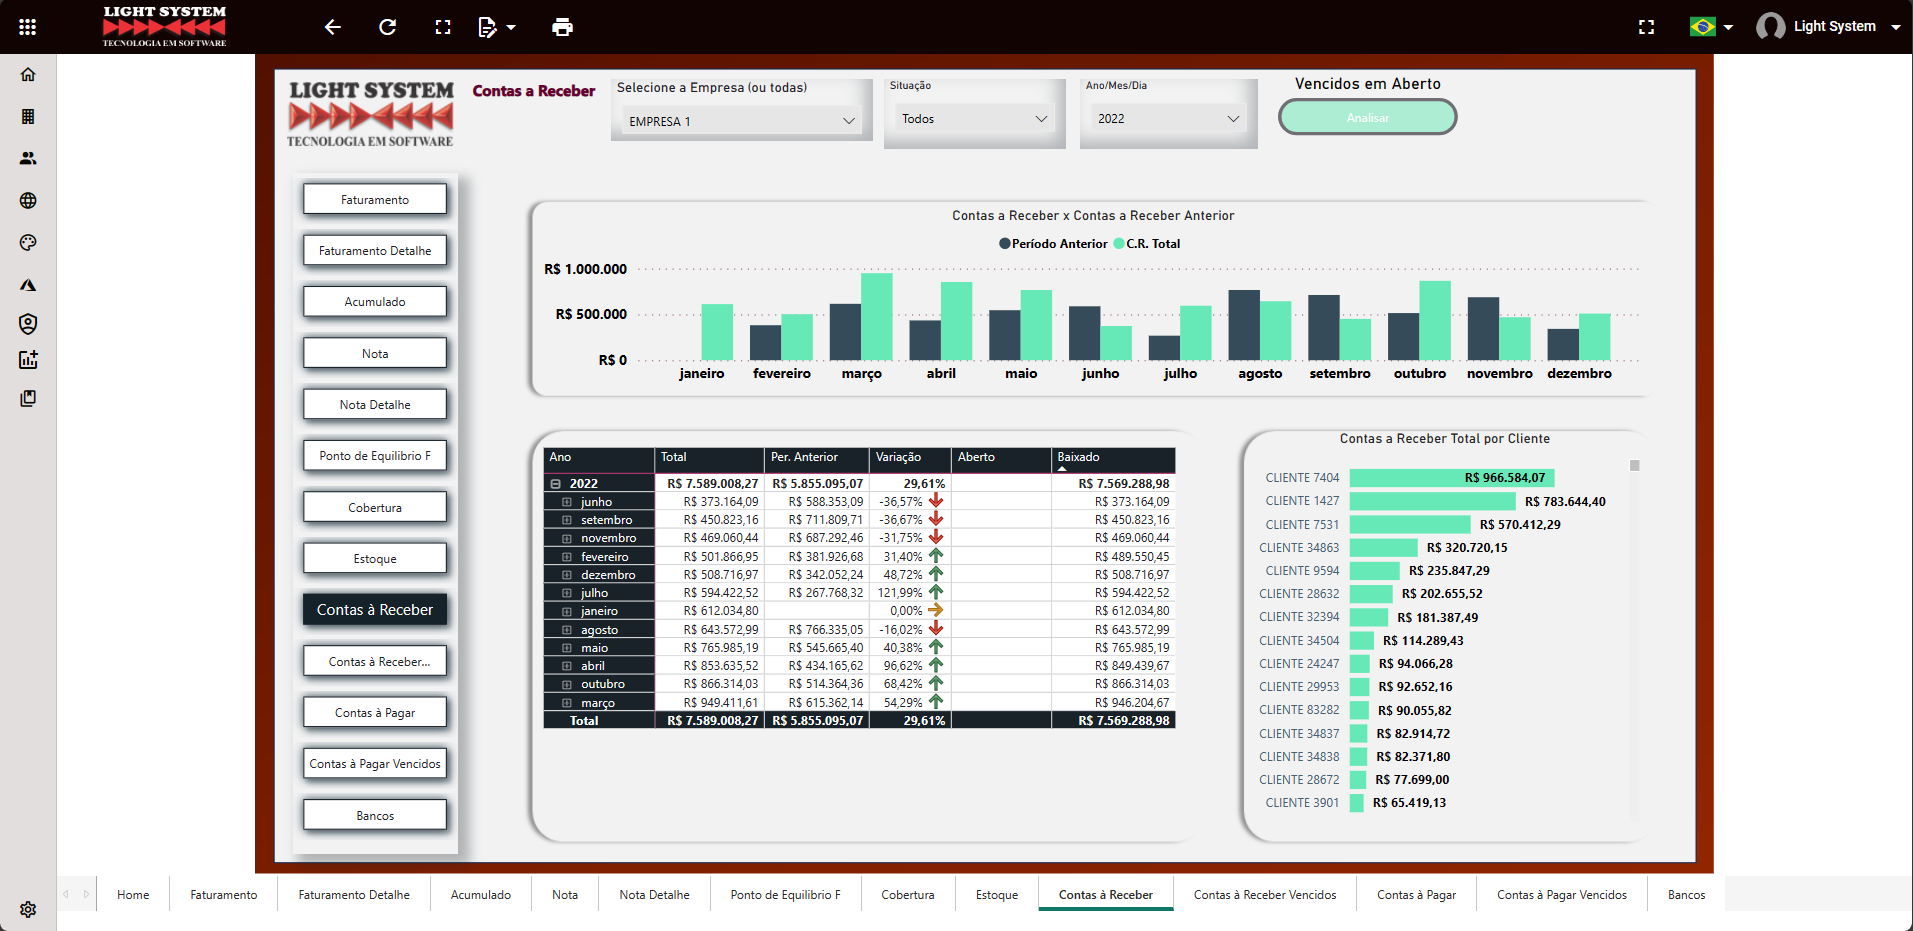 LIGHT SYSTEM
TECNOLOGIA EM SOFTWARE
Light System
LIGHT SYSTEM
TECNOLOGIA EM SOFTWARE
Contas a Receber
Selecione a Empresa (ou todas)
EMPRESA 1
Situação
Todos
Ano/Mes/Dia
2022
Vencidos em Aberto
Analisar
Faturamento
Faturamento Detalhe
Acumulado
Nota
Nota Detalhe
Ponto de Equilibrio F
Cobertura
Estoque
Contas à Receber
Contas à Receber...
Contas à Pagar
Contas à Pagar Vencidos
Bancos
Contas a Receber x Contas a Receber Anterior
Período Anterior C.R. Total
R$ 1.000.000
R$ 500.000
R$ 0
janeiro fevereiro março abril maio junho julho agosto setembro outubro novembro dezembro
Ano Total Per. Anterior Variação Aberto Baixado
2022 R$ 7.589.008,27 R$ 5.855.095,07 29,61% R$ 7.569.288,98
junho R$ 373.164,09 R$ 588.353,09 -36,57% R$ 373.164,09
setembro R$ 450.823,16 R$ 711.809,71 -36,67% R$ 450.823,16
novembro R$ 469.060,44 R$ 687.292,46 -31,75% R$ 469.060,44
fevereiro R$ 501.866,95 R$ 381.926,68 31,40% R$ 489.550,45
dezembro R$ 508.716,97 R$ 342.052,24 48,72% R$ 508.716,97
julho R$ 594.422,52 R$ 267.768,32 121,99% R$ 594.422,52
janeiro R$ 612.034,80 0,00% R$ 612.034,80
agosto R$ 643.572,99 R$ 766.335,05 -16,02% R$ 643.572,99
maio R$ 765.985,19 R$ 545.665,40 40,38% R$ 765.985,19
abril R$ 853.635,52 R$ 434.165,62 96,62% R$ 849.439,67
outubro R$ 866.314,03 R$ 514.364,36 68,42% R$ 866.314,03
março R$ 949.411,61 R$ 615.362,14 54,29% R$ 946.204,67
Total R$ 7.589.008,27 R$ 5.855.095,07 29,61% R$ 7.569.288,98
Contas a Receber Total por Cliente
CLIENTE 7404 R$ 966.584,07
CLIENTE 1427 R$ 783.644,40
CLIENTE 7531 R$ 570.412,29
CLIENTE 34863 R$ 320.720,15
CLIENTE 9594 R$ 235.847,29
CLIENTE 28632 R$ 202.655,52
CLIENTE 32394 R$ 181.387,49
CLIENTE 34504 R$ 114.289,43
CLIENTE 24247 R$ 94.066,28
CLIENTE 29953 R$ 92.652,16
CLIENTE 83282 R$ 90.055,82
CLIENTE 34837 R$ 82.914,72
CLIENTE 34838 R$ 82.371,80
CLIENTE 28672 R$ 77.699,00
CLIENTE 3901 R$ 65.419,13
Home Faturamento Faturamento Detalhe Acumulado Nota Nota Detalhe Ponto de Equilibrio F Cobertura Estoque Contas à Receber Contas à Receber Vencidos Contas à Pagar Contas à Pagar Vencidos Bancos